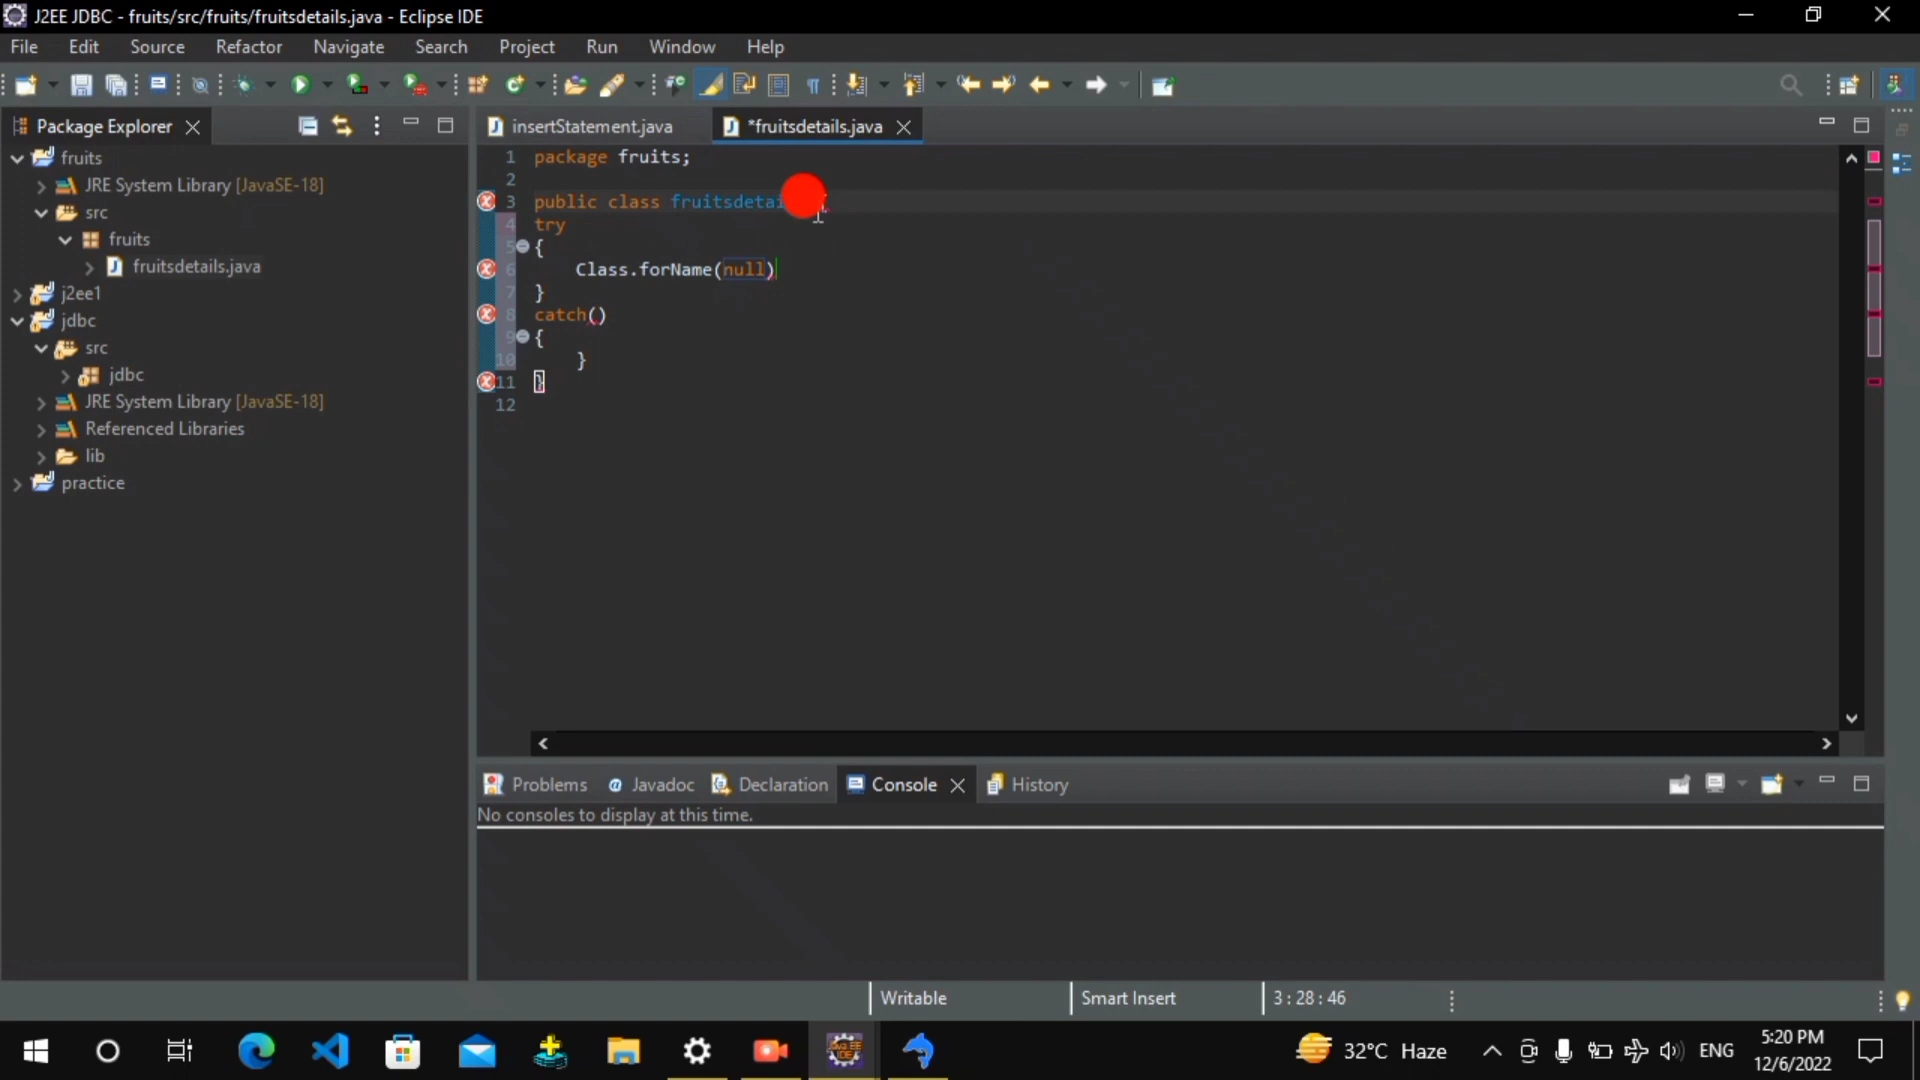 J2EE JDBC - fruits/src/fruits/fruitsdetails.java - Eclipse IDE
File Edit Source Refactor Navigate Search Project Run Window Help
Package Explorer
insertStatement.java
*fruitsdetails.java
fruits
JRE System Library [JavaSE-18]
src
fruits
fruitsdetails.java
j2ee1
jdbc
src
jdbc
JRE System Library [JavaSE-18]
Referenced Libraries
lib
practice
1 package fruits;
2
3 public class fruitsdetai
4 try
5 {
6 Class.forName(null)
7 }
8 catch()
9 {
10 }
11 }
12
Problems Javadoc Declaration Console History
No consoles to display at this time.
Writable Smart Insert 3 : 28 : 46
32°C Haze ENG 5:20 PM
12/6/2022